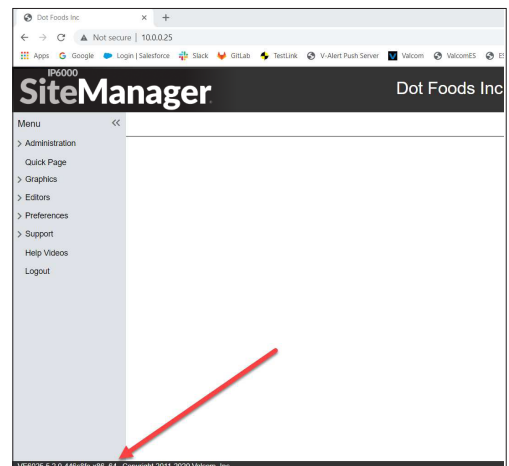 Dot Foods Inc
Not secure | 10.0.0.25
Apps Google Login | Salesforce Slack GitLab TestLink V-Alert Push Server Valcom ValcomES
IP6000
SiteManager
Dot Foods Inc
Menu
Administration
Quick Page
Graphics
Editors
Preferences
Support
Help Videos
Logout
Copyright 2011-2020 Valcom, Inc